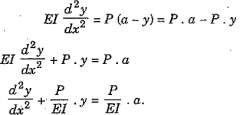 EI d²y/dx² = P (a – y) = P . a – P . y
EI d²y/dx² + P . y = P . a
d²y/dx² + P/EI . y = P/EI . a.